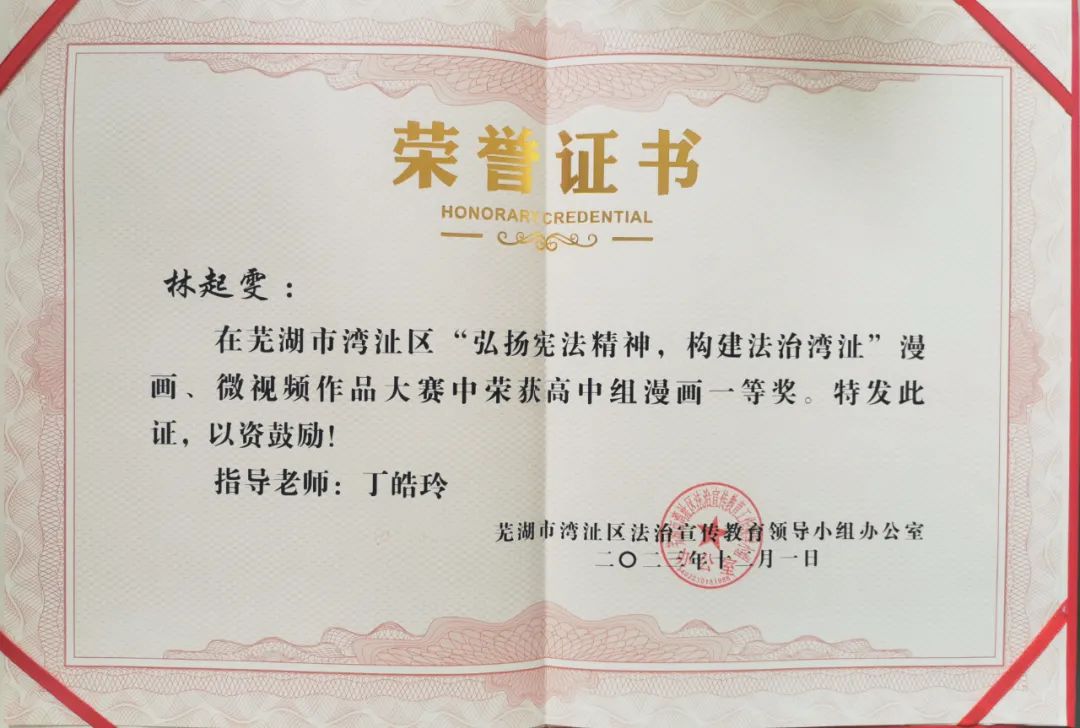 荣誉证书
HONORARY CREDENTIAL
林起雯：
在芜湖市湾沚区“弘扬宪法精神，构建法治湾沚”漫
画、微视频作品大赛中荣获高中组漫画一等奖。特发此
证，以资鼓励！
指导老师：丁皓玲
芜湖市湾沚区法治宣传教育领导小组办公室
二〇二三年十二月一日